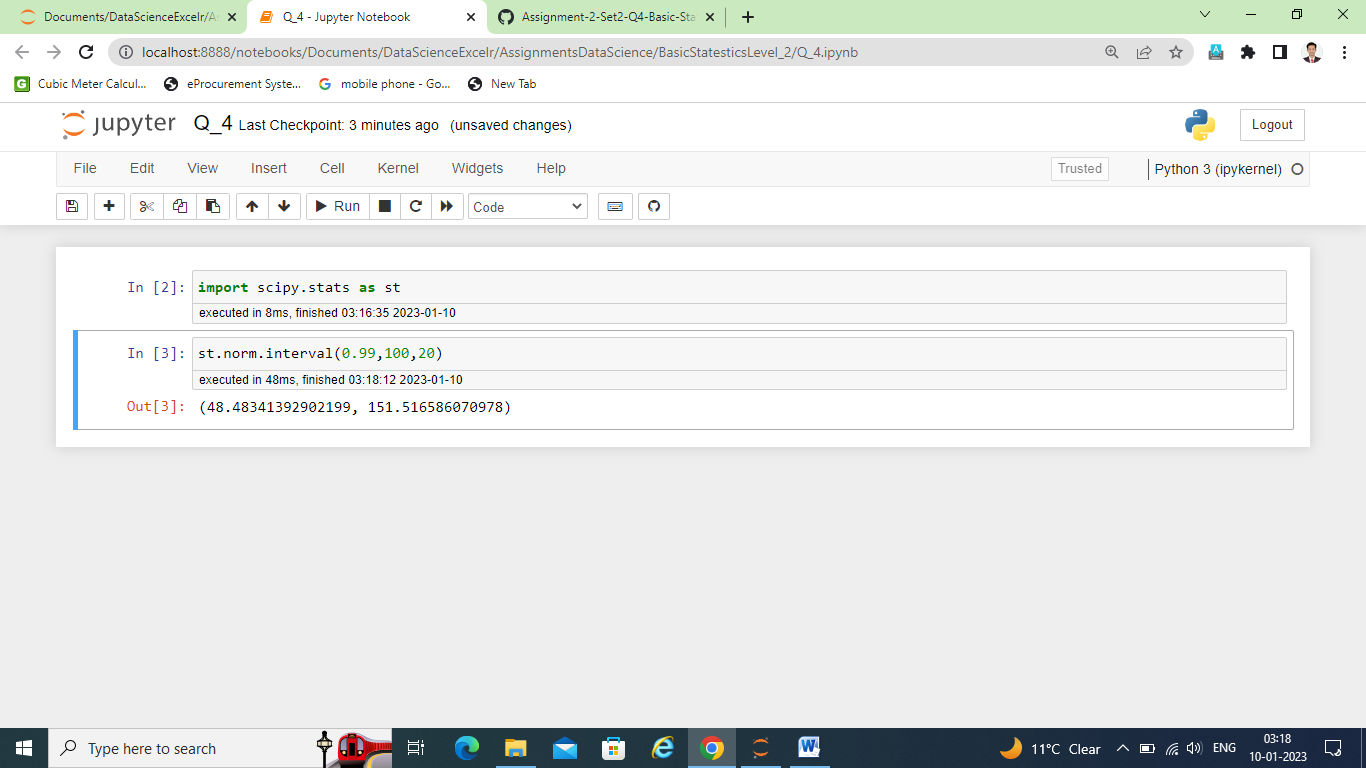 Documents/DataScienceExcelr/A
Q_4 - Jupyter Notebook
Assignment-2-Set2-Q4-Basic-Sta
localhost:8888/notebooks/Documents/DataScienceExcelr/AssignmentsDataScience/BasicStatesticsLevel_2/Q_4.ipynb
Cubic Meter Calcul...
eProcurement Syste...
mobile phone - Go...
New Tab
jupyter Q_4 Last Checkpoint: 3 minutes ago (unsaved changes)
Logout
File Edit View Insert Cell Kernel Widgets Help
Trusted
Python 3 (ipykernel)
Run
Code
In [2]: import scipy.stats as st
executed in 8ms, finished 03:16:35 2023-01-10
In [3]: st.norm.interval(0.99,100,20)
executed in 48ms, finished 03:18:12 2023-01-10
Out[3]: (48.48341392902199, 151.516586070978)
Type here to search
11°C Clear
ENG
03:18
10-01-2023